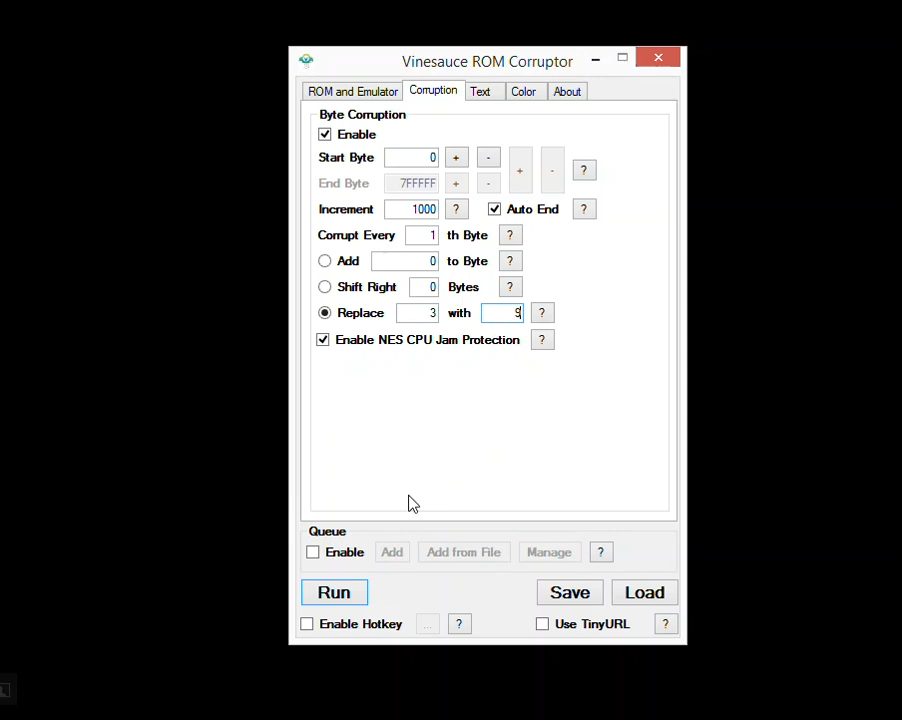 Vinesauce ROM Corruptor
ROM and Emulator Corruption Text Color About
Byte Corruption
Enable
Start Byte 0 + - + - ?
End Byte 7FFFFF + -
Increment 1000 ? Auto End ?
Corrupt Every 1 th Byte ?
Add 0 to Byte ?
Shift Right 0 Bytes ?
Replace 3 with 9 ?
Enable NES CPU Jam Protection ?
Queue
Enable Add Add from File Manage ?
Run Save Load
Enable Hotkey ... ? Use TinyURL ?